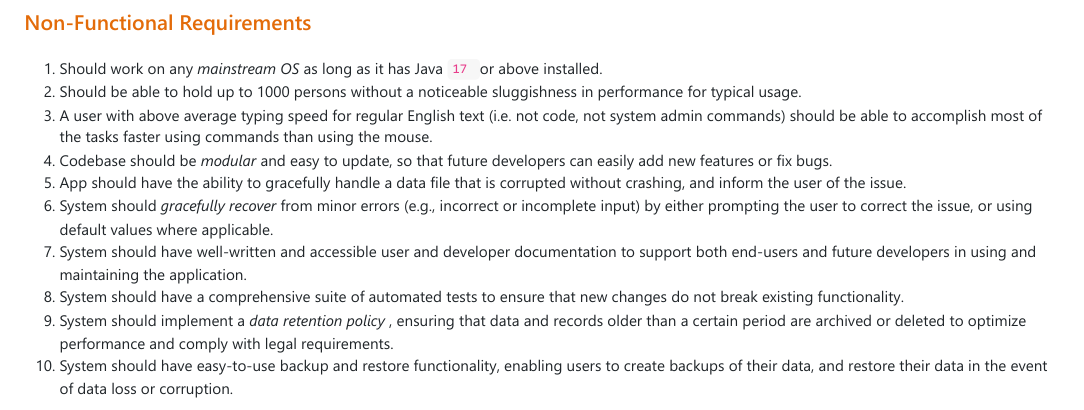 Non-Functional Requirements
1. Should work on any mainstream OS as long as it has Java 17 or above installed.
2. Should be able to hold up to 1000 persons without a noticeable sluggishness in performance for typical usage.
3. A user with above average typing speed for regular English text (i.e. not code, not system admin commands) should be able to accomplish most of
the tasks faster using commands than using the mouse.
4. Codebase should be modular and easy to update, so that future developers can easily add new features or fix bugs.
5. App should have the ability to gracefully handle a data file that is corrupted without crashing, and inform the user of the issue.
6. System should gracefully recover from minor errors (e.g., incorrect or incomplete input) by either prompting the user to correct the issue, or using
default values where applicable.
7. System should have well-written and accessible user and developer documentation to support both end-users and future developers in using and
maintaining the application.
8. System should have a comprehensive suite of automated tests to ensure that new changes do not break existing functionality.
9. System should implement a data retention policy , ensuring that data and records older than a certain period are archived or deleted to optimize
performance and comply with legal requirements.
10. System should have easy-to-use backup and restore functionality, enabling users to create backups of their data, and restore their data in the event
of data loss or corruption.